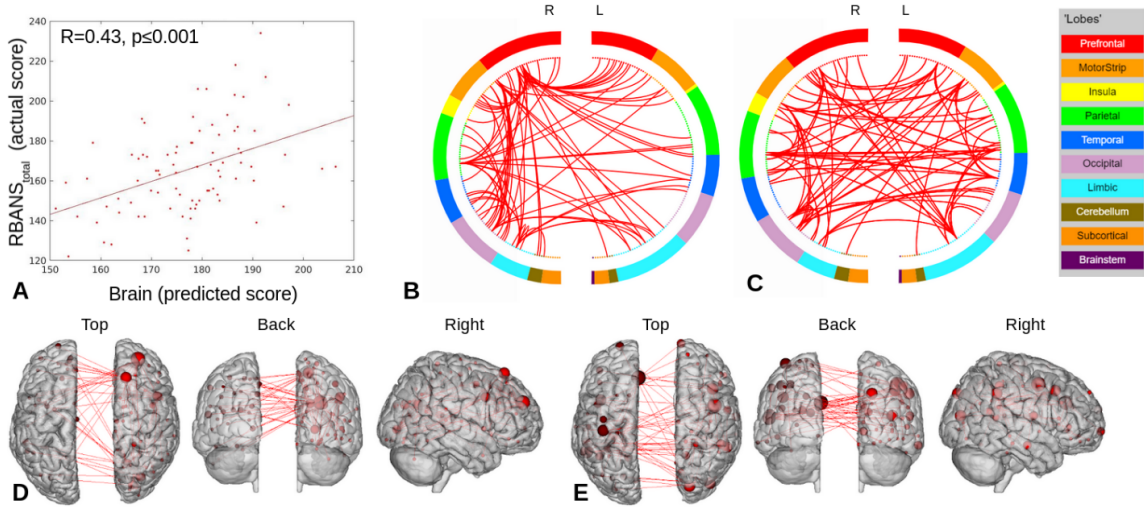 R=0.43, p≤0.001
240
220
200
180
160
140
120
RBANStotal (actual score)
150
160
170
180
190
200
210
A
Brain (predicted score)
R
L
B
R
L
C
'Lobes'
Prefrontal
MotorStrip
Insula
Parietal
Temporal
Occipital
Limbic
Cerebellum
Subcortical
Brainstem
Top
Back
Right
D
Top
Back
Right
E